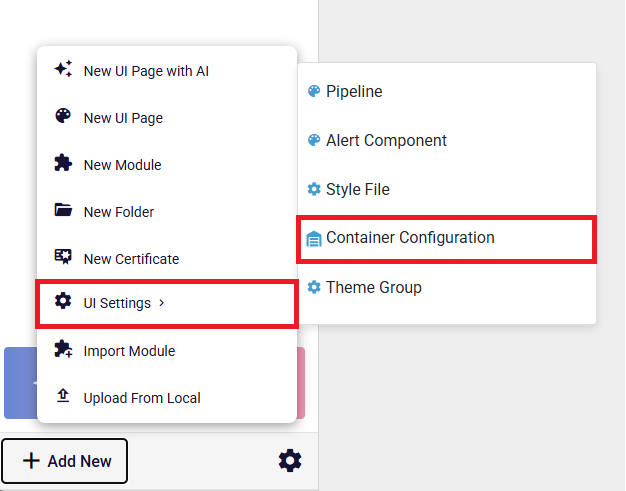 New UI Page with AI
New UI Page
New Module
New Folder
New Certificate
UI Settings ›
Import Module
Upload From Local
Pipeline
Alert Component
Style File
Container Configuration
Theme Group
Add New